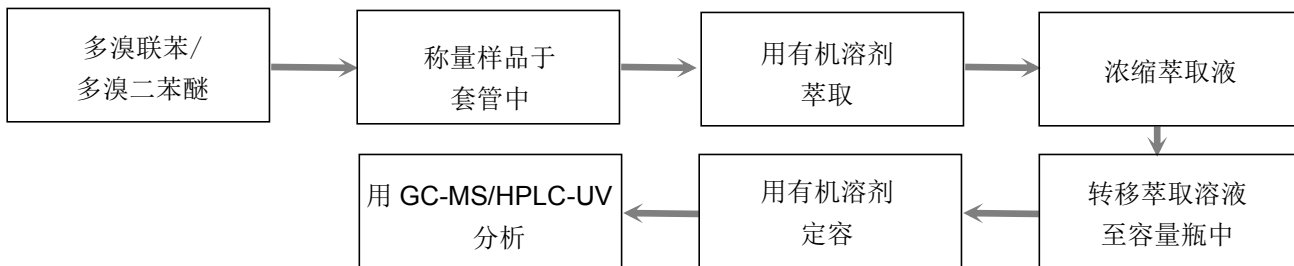 多溴联苯/
多溴二苯醚
称量样品于
套管中
用有机溶剂
萃取
浓缩萃取液
转移萃取溶液
至容量瓶中
用有机溶剂
定容
用 GC-MS/HPLC-UV
分析